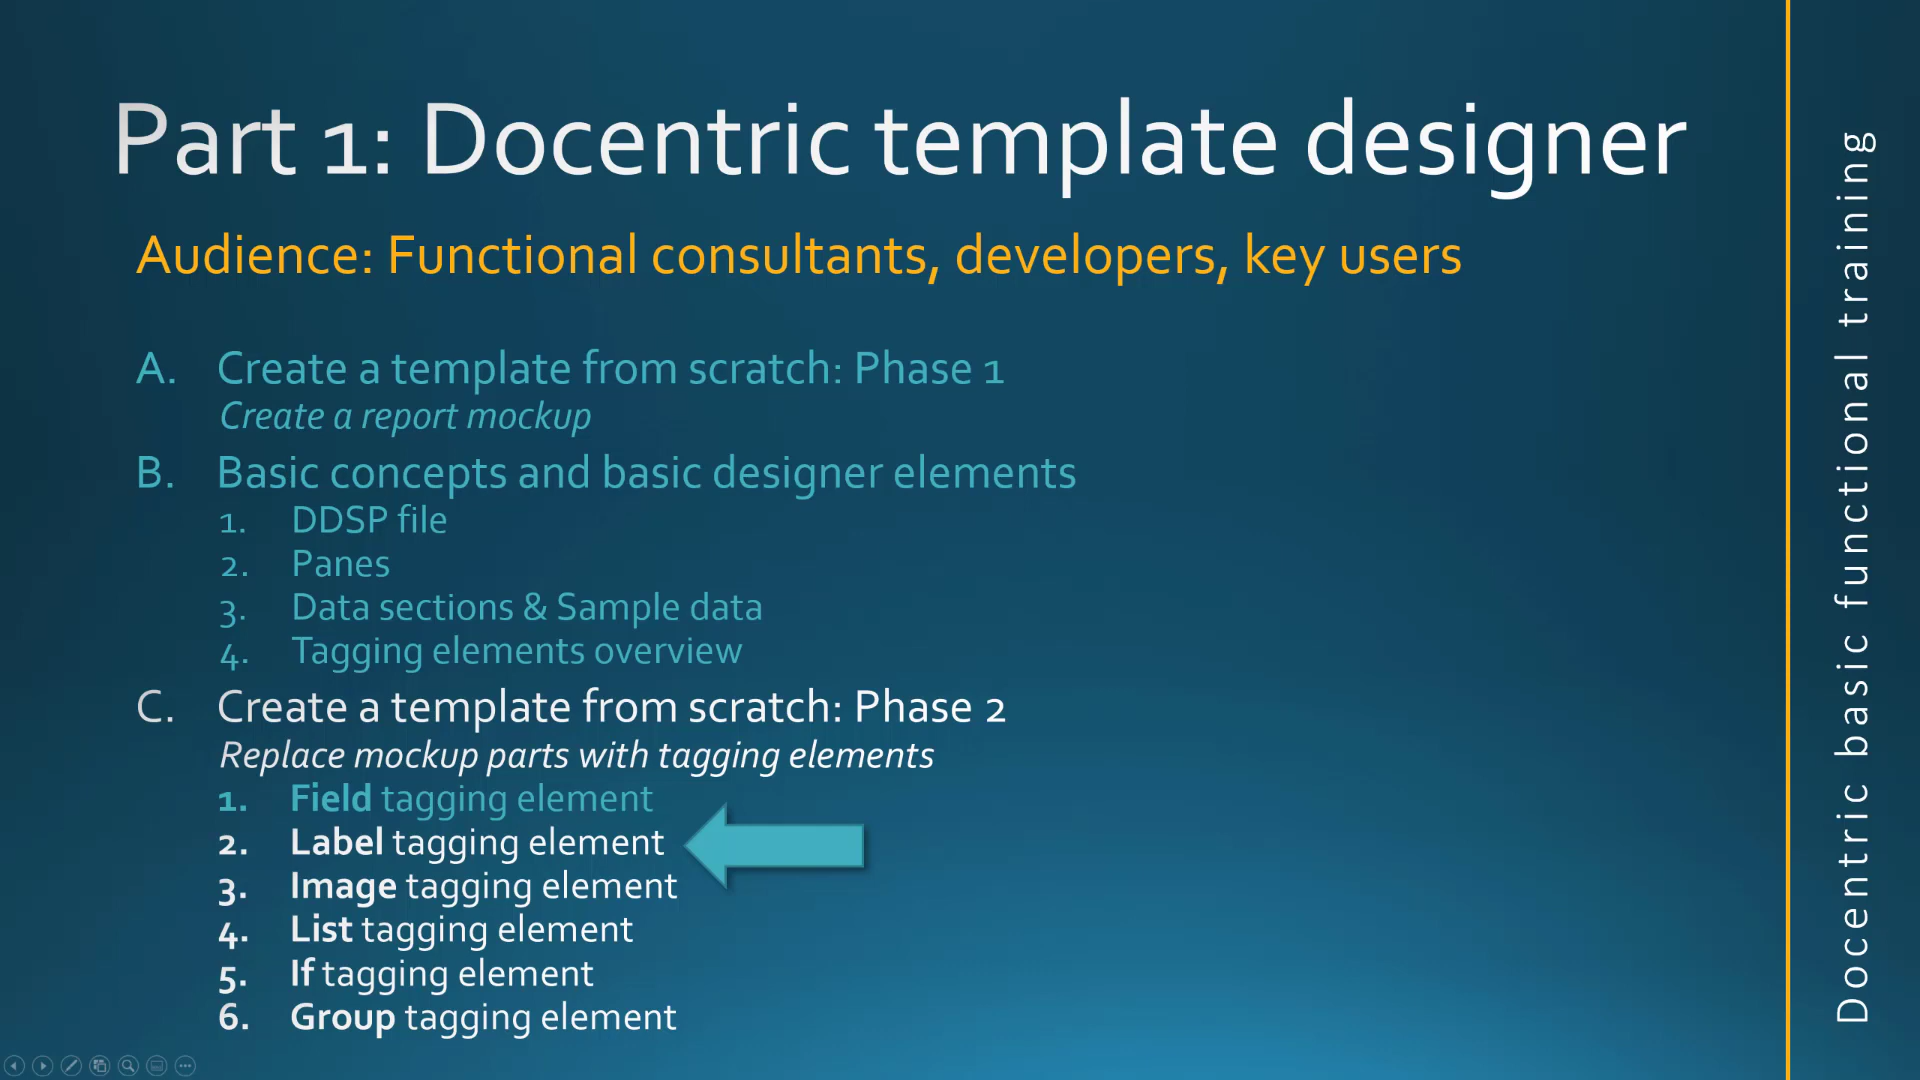 Part 1: Docentric template designer
Audience: Functional consultants, developers, key users
A. Create a template from scratch: Phase 1
Create a report mockup
B. Basic concepts and basic designer elements
1. DDSP file
2. Panes
3. Data sections & Sample data
4. Tagging elements overview
C. Create a template from scratch: Phase 2
Replace mockup parts with tagging elements
1. Field tagging element
2. Label tagging element
3. Image tagging element
4. List tagging element
5. If tagging element
6. Group tagging element
Docentric basic functional training